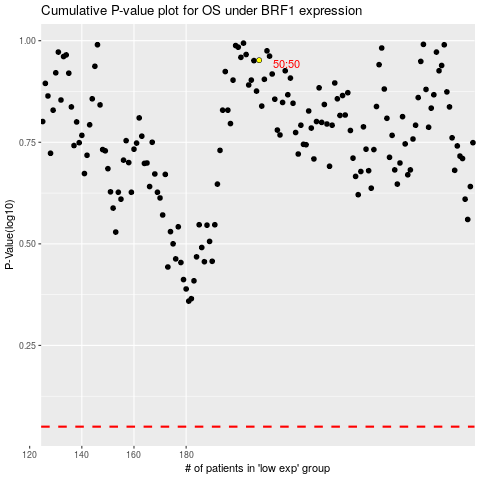 Cumulative P-value plot for OS under BRF1 expression
P-Value(log10)
1.00
0.75
0.50
0.25
50:50
120 140 160 180
# of patients in 'low exp' group